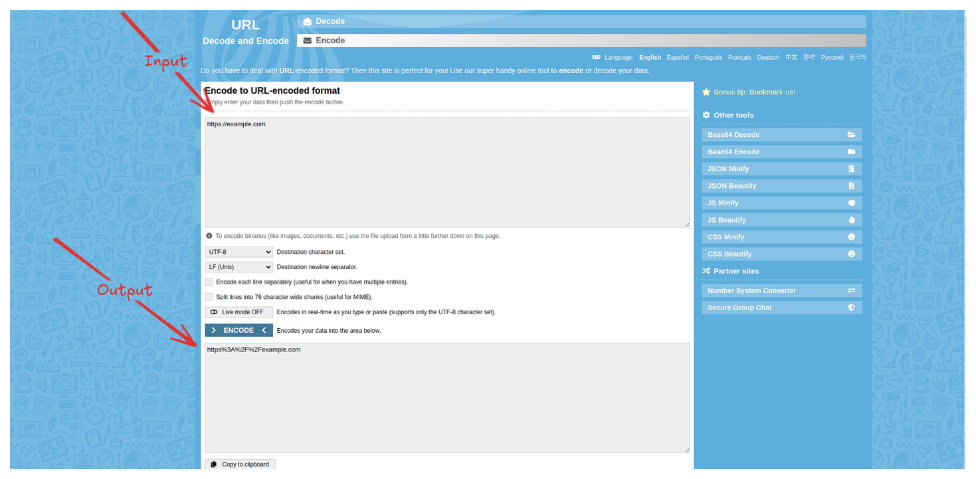 URL
Decode and Encode
Decode
Encode
Language: English Español Português Français Deutsch 中文 हिन्दी Русский 한국어
Do you have to deal with URL-encoded format? Then this site is perfect for you! Use our super handy online tool to encode or decode your data.
Input
Encode to URL-encoded format
Simply enter your data then push the encode button.
https://example.com
To encode binaries (like images, documents, etc.) use the file upload form a little further down on this page.
UTF-8 Destination character set.
LF (Unix) Destination newline separator.
Encode each line separately (useful for when you have multiple entries).
Split lines into 76 character wide chunks (useful for MIME).
Live mode OFF Encodes in real-time as you type or paste (supports only the UTF-8 character set).
ENCODE Encodes your data into the area below.
Output
https%3A%2F%2Fexample.com
Copy to clipboard
Bonus tip: Bookmark us!
Other tools
Base64 Decode
Base64 Encode
JSON Minify
JSON Beautify
JS Minify
JS Beautify
CSS Minify
CSS Beautify
Partner sites
Number System Converter
Secure Group Chat